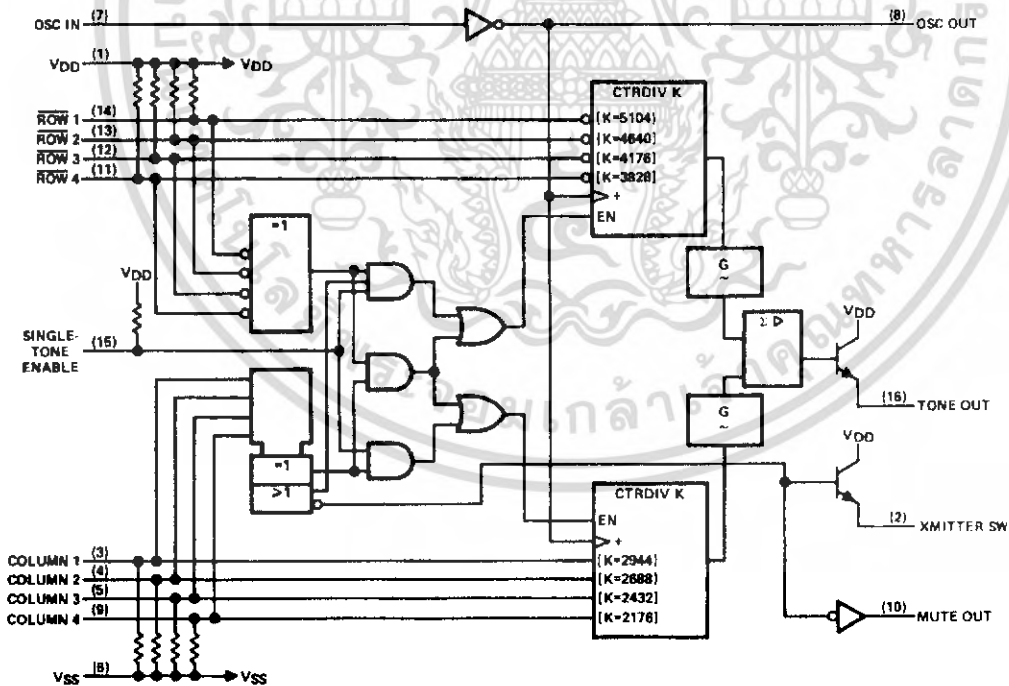 OSC IN (7)
(8) OSC OUT
VDD (1) VDD
CTRDIV K
ROW 1 (14) [K=5104]
ROW 2 (13) [K=4640]
ROW 3 (12) [K=4176]
ROW 4 (11) [K=3828]
+
EN
=1
VDD
G
~
SINGLE-
TONE (15)
ENABLE
Σ ▷
VDD
(16) TONE OUT
G
~
VDD
=1
>1
CTRDIV K
EN
+
(2) XMITTER SW
COLUMN 1 (3) [K=2944]
COLUMN 2 (4) [K=2688]
COLUMN 3 (5) [K=2432]
COLUMN 4 (9) [K=2176]
(10) MUTE OUT
VSS (6) VSS